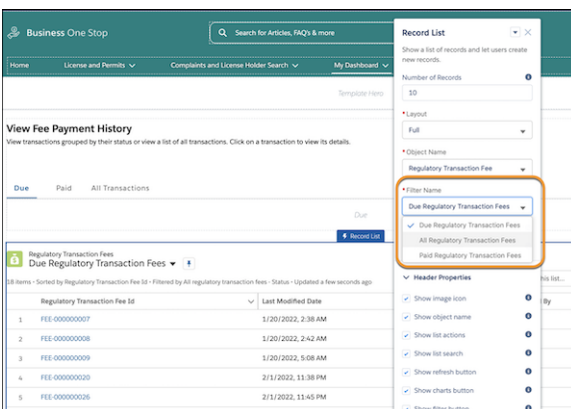 Business One Stop
Search for Articles, FAQ's & more
Home License and Permits Complaints and License Holder Search My Dashboard
Template Hero
View Fee Payment History
View transactions grouped by their status or view a list of all transactions. Click on a transaction to view its details.
Due Paid All Transactions
Due
Record List
Regulatory Transaction Fees
Due Regulatory Transaction Fees
18 items • Sorted by Regulatory Transaction Fee Id • Filtered by All regulatory transaction fees - Status • Updated a few seconds ago
Regulatory Transaction Fee Id Last Modified Date
1 FEE-000000007 1/20/2022, 2:38 AM
2 FEE-000000008 1/20/2022, 2:42 AM
3 FEE-000000009 1/20/2022, 5:08 AM
4 FEE-000000020 2/1/2022, 11:38 PM
5 FEE-000000026 2/1/2022, 11:45 PM
Record List
Show a list of records and let users create
new records.
Number of Records
10
* Layout
Full
* Object Name
Regulatory Transaction Fee
* Filter Name
Due Regulatory Transaction Fees
Due Regulatory Transaction Fees
All Regulatory Transaction Fees
Paid Regulatory Transaction Fees
Header Properties
Show image icon
Show object name
Show list actions
Show list search
Show refresh button
Show charts button
Show filter button
his list...
By